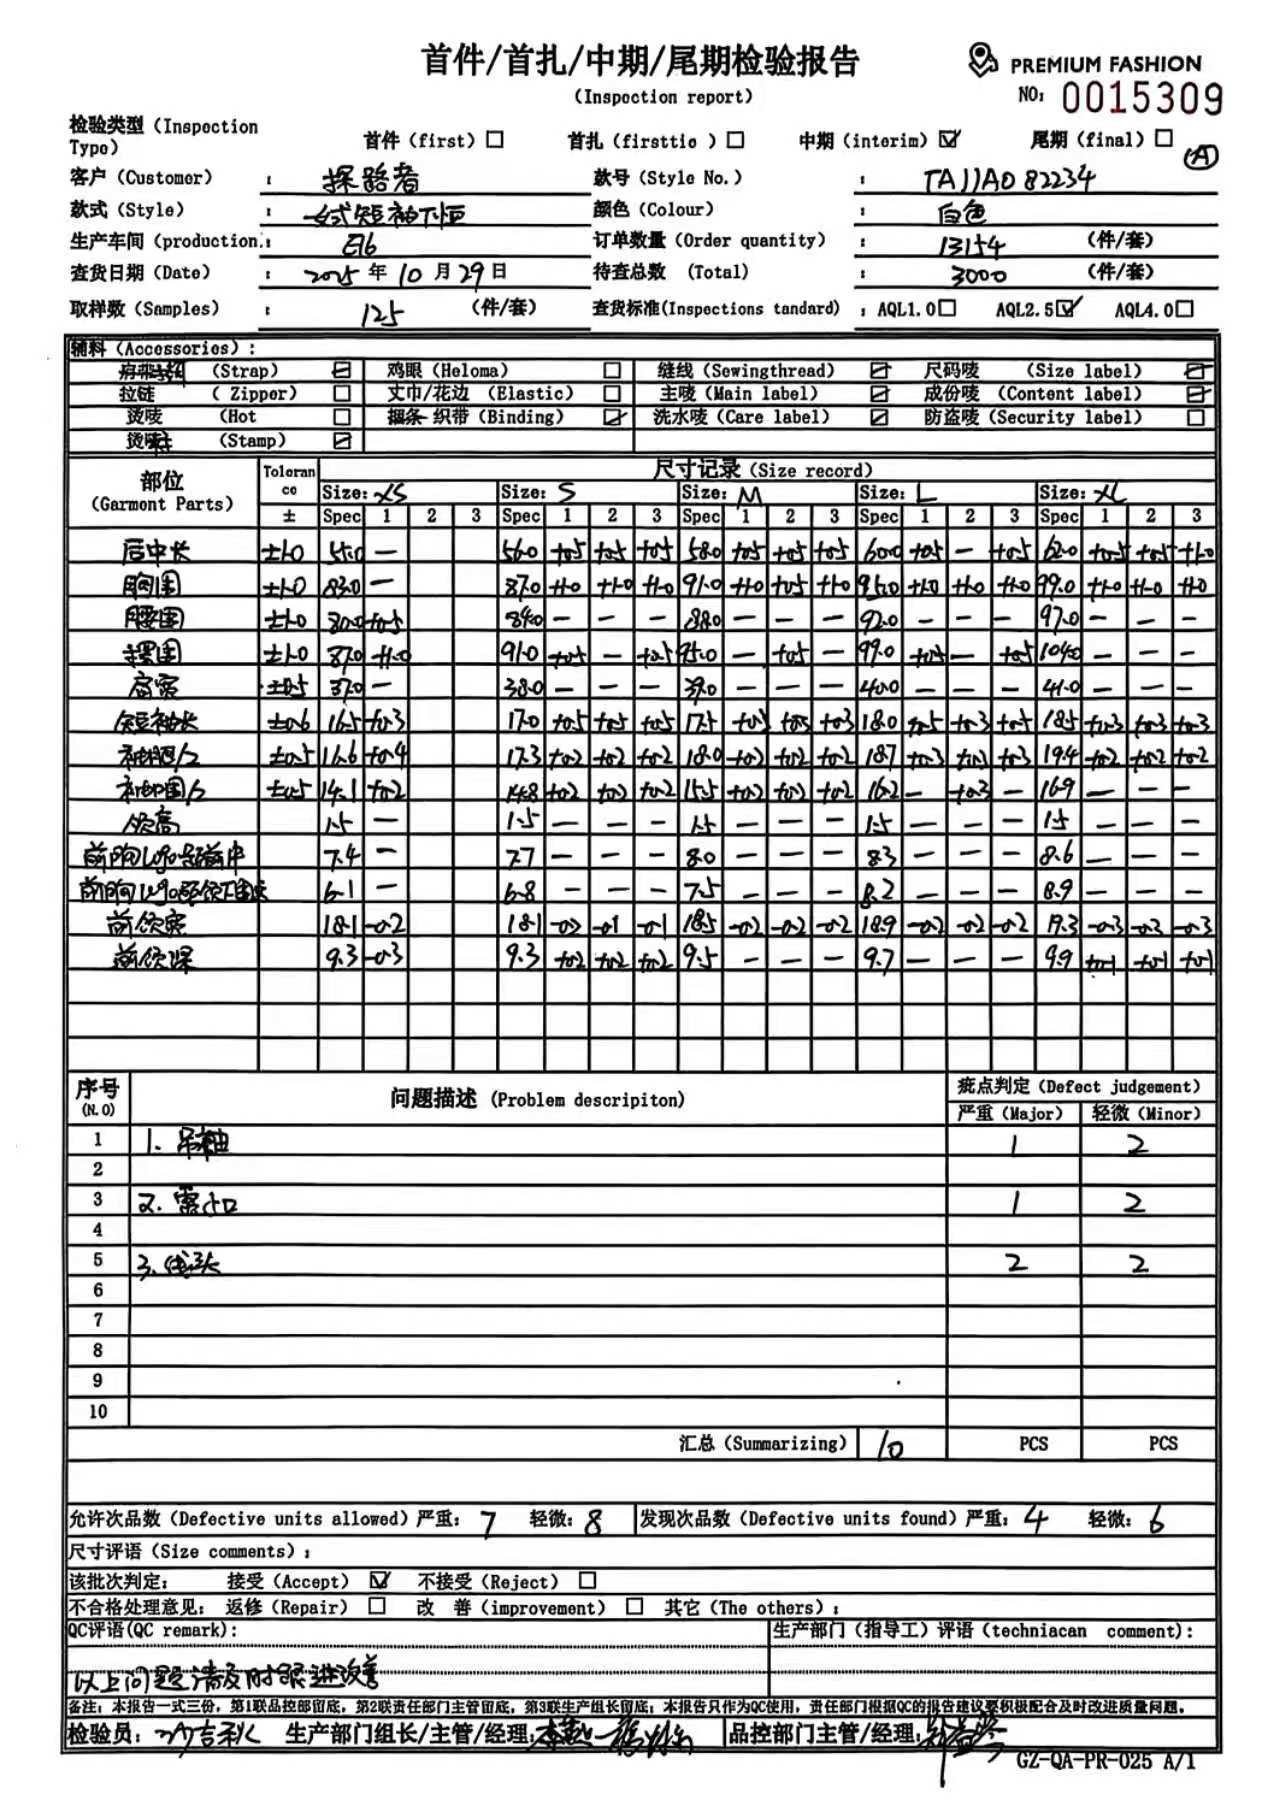 首件/首扎/中期/尾期检验报告
(Inspection report)
PREMIUM FASHION
NO: 0015309
检验类型 (Inspection Type) 首件 (first) □ 首扎 (firsttie ) □ 中期 (interim) ☑ 尾期 (final) □
Ⓐ
客户 (Customer) : 探路者 款号 (Style No.) : TAJJAO 82234
款式 (Style) : 女式短袖T恤 颜色 (Colour) : 白色
生产车间 (production): E16 订单数量 (Order quantity) 13154 (件/套)
查货日期 (Date) : 2025 年 10 月 29 日 待查总数 (Total) : 3000 (件/套)
取样数 (Samples) : 125 (件/套) 查货标准(Inspections tandard) : AQL1.0□ AQL2.5☑ AQL4.0□
辅料 (Accessories) :
(Strap) ☑ 鸡眼 (Heloma) □ 缝线 (Sewingthread) ☑ 尺码唛 (Size label) ☑
拉链 ( Zipper) □ 丈巾/花边 (Elastic) □ 主唛 (Main label) ☑ 成份唛 (Content label) ☑
烫唛 (Hot □ 捆条 织带 (Binding) ☑ 洗水唛 (Care label) ☑ 防盗唛 (Security label) □
(Stamp) ☑
部位 (Garment Parts) Toleran ce ± 尺寸记录 (Size record)
Size: XS Size: S Size: M Size: L Size: XL
Spec 1 2 3 Spec 1 2 3 Spec 1 2 3 Spec 1 2 3 Spec 1 2 3
后中长 ±1.0 55.0 — 56.0 +0.5 +0.5 +0.5 58.0 +0.5 +0.5 +0.5 60.0 +0.5 — +0.5 62.0 +0.5 +0.5 +1.0
胸围 ±1.0 83.0 — 87.0 +1.0 +1.0 +1.0 91.0 +1.0 +0.5 +1.0 95.0 +1.0 +1.0 +1.0 99.0 +1.0 +1.0 +1.0
腰围 ±1.0 80.0 +0.5 84.0 — — — 88.0 — — — 92.0 — — — 97.0 — — —
摆围 ±1.0 87.0 +1.0 91.0 +0.5 — +0.5 95.0 — +0.5 — 99.0 +0.5 — +0.5 104.0 — — —
肩宽 ±0.5 37.0 — 38.0 — — — 39.0 — — — 40.0 — — — 41.0 — — —
短袖长 ±0.6 16.5 +0.3 17.0 +0.5 +0.5 +0.5 17.5 +0.3 +0.5 +0.3 18.0 +0.5 +0.3 +0.5 18.5 +0.3 +0.3 +0.3
袖肥/2 ±0.5 16.6 +0.4 17.3 +0.2 +0.2 +0.2 18.0 +0.2 +0.2 +0.2 18.7 +0.3 +0.3 +0.3 19.4 +0.2 +0.2 +0.2
袖口围/2 ±0.5 14.1 +0.2 14.8 +0.2 +0.2 +0.2 15.5 +0.2 +0.2 +0.2 16.2 — +0.3 — 16.9 — — —
领高 1.5 — 1.5 — — — 1.5 — — — 1.5 — — — 1.5 — — —
前胸logo距前中 7.4 — 7.7 — — — 8.0 — — — 8.3 — — — 8.6 — — —
前胸logo距领 6.1 — 6.8 — — — 7.5 — — — 8.2 — — — 8.9 — — —
前领宽 18.1 -0.2 18.1 -0.2 -0.1 -0.1 18.5 -0.2 -0.2 -0.2 18.9 -0.2 -0.2 -0.2 19.3 -0.3 -0.3 -0.3
前领深 9.3 -0.3 9.3 +0.2 +0.2 +0.2 9.5 — — — 9.7 — — — 9.9 +0.1 +0.1 +0.1
序号 (N.O) 问题描述 (Problem descripiton) 疵点判定 (Defect judgement)
严重 (Major) 轻微 (Minor)
1 1. 吊袖 1 2
2
3 2. 露止口 1 2
4
5 3. 线头 2 2
6
7
8
9
10
汇总 (Summarizing) 10 PCS PCS
允许次品数 (Defective units allowed) 严重: 7 轻微: 8 发现次品数 (Defective units found) 严重: 4 轻微: 6
尺寸评语 (Size comments) :
该批次判定: 接受 (Accept) ☑ 不接受 (Reject) □
不合格处理意见: 返修 (Repair) □ 改 善 (improvement) □ 其它 (The others) :
QC评语(QC remark): 生产部门 (指导工) 评语 (techniacan comment):
以上问题请及时跟进改善
备注: 本报告一式三份, 第1联品控部留底, 第2联责任部门主管留底, 第3联生产组长留底; 本报告只作为QC使用, 责任部门根据QC的报告建议要积极配合及时改进质量问题.
检验员: 生产部门组长/主管/经理: 品控部门主管/经理:
GZ-QA-PR-025 A/1